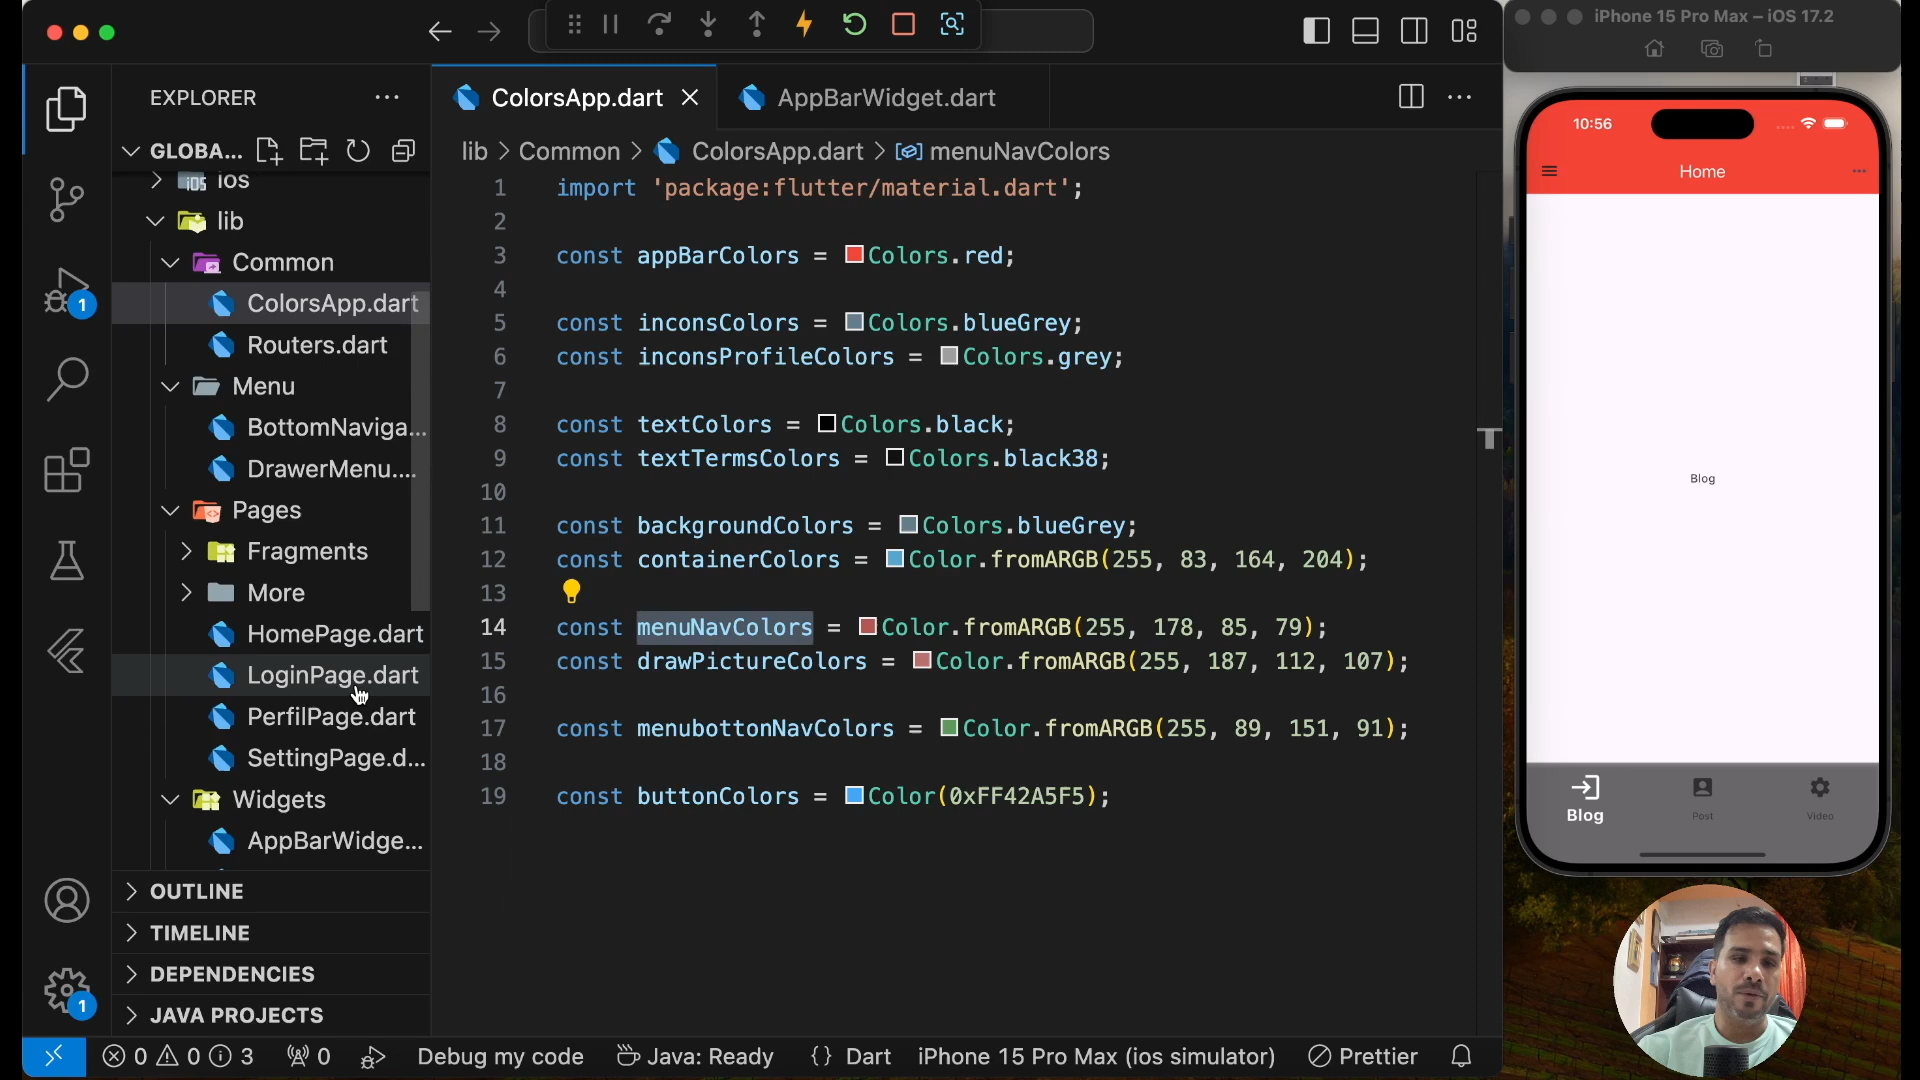 iPhone 15 Pro Max – iOS 17.2
EXPLORER
GLOBA...
ios
lib
Common
ColorsApp.dart
Routers.dart
Menu
BottomNaviga...
DrawerMenu....
Pages
Fragments
More
HomePage.dart
LoginPage.dart
PerfilPage.dart
SettingPage.d...
Widgets
AppBarWidge...
OUTLINE
TIMELINE
DEPENDENCIES
JAVA PROJECTS
1
1
ColorsApp.dart
AppBarWidget.dart
lib > Common > ColorsApp.dart > menuNavColors
1 import 'package:flutter/material.dart';
2
3 const appBarColors = Colors.red;
4
5 const inconsColors = Colors.blueGrey;
6 const inconsProfileColors = Colors.grey;
7
8 const textColors = Colors.black;
9 const textTermsColors = Colors.black38;
10
11 const backgroundColors = Colors.blueGrey;
12 const containerColors = Color.fromARGB(255, 83, 164, 204);
13
14 const menuNavColors = Color.fromARGB(255, 178, 85, 79);
15 const drawPictureColors = Color.fromARGB(255, 187, 112, 107);
16
17 const menubottonNavColors = Color.fromARGB(255, 89, 151, 91);
18
19 const buttonColors = Color(0xFF42A5F5);
10:56
Home
Blog
Blog
Post
Video
0 0 3 0 Debug my code Java: Ready {} Dart iPhone 15 Pro Max (ios simulator) Prettier